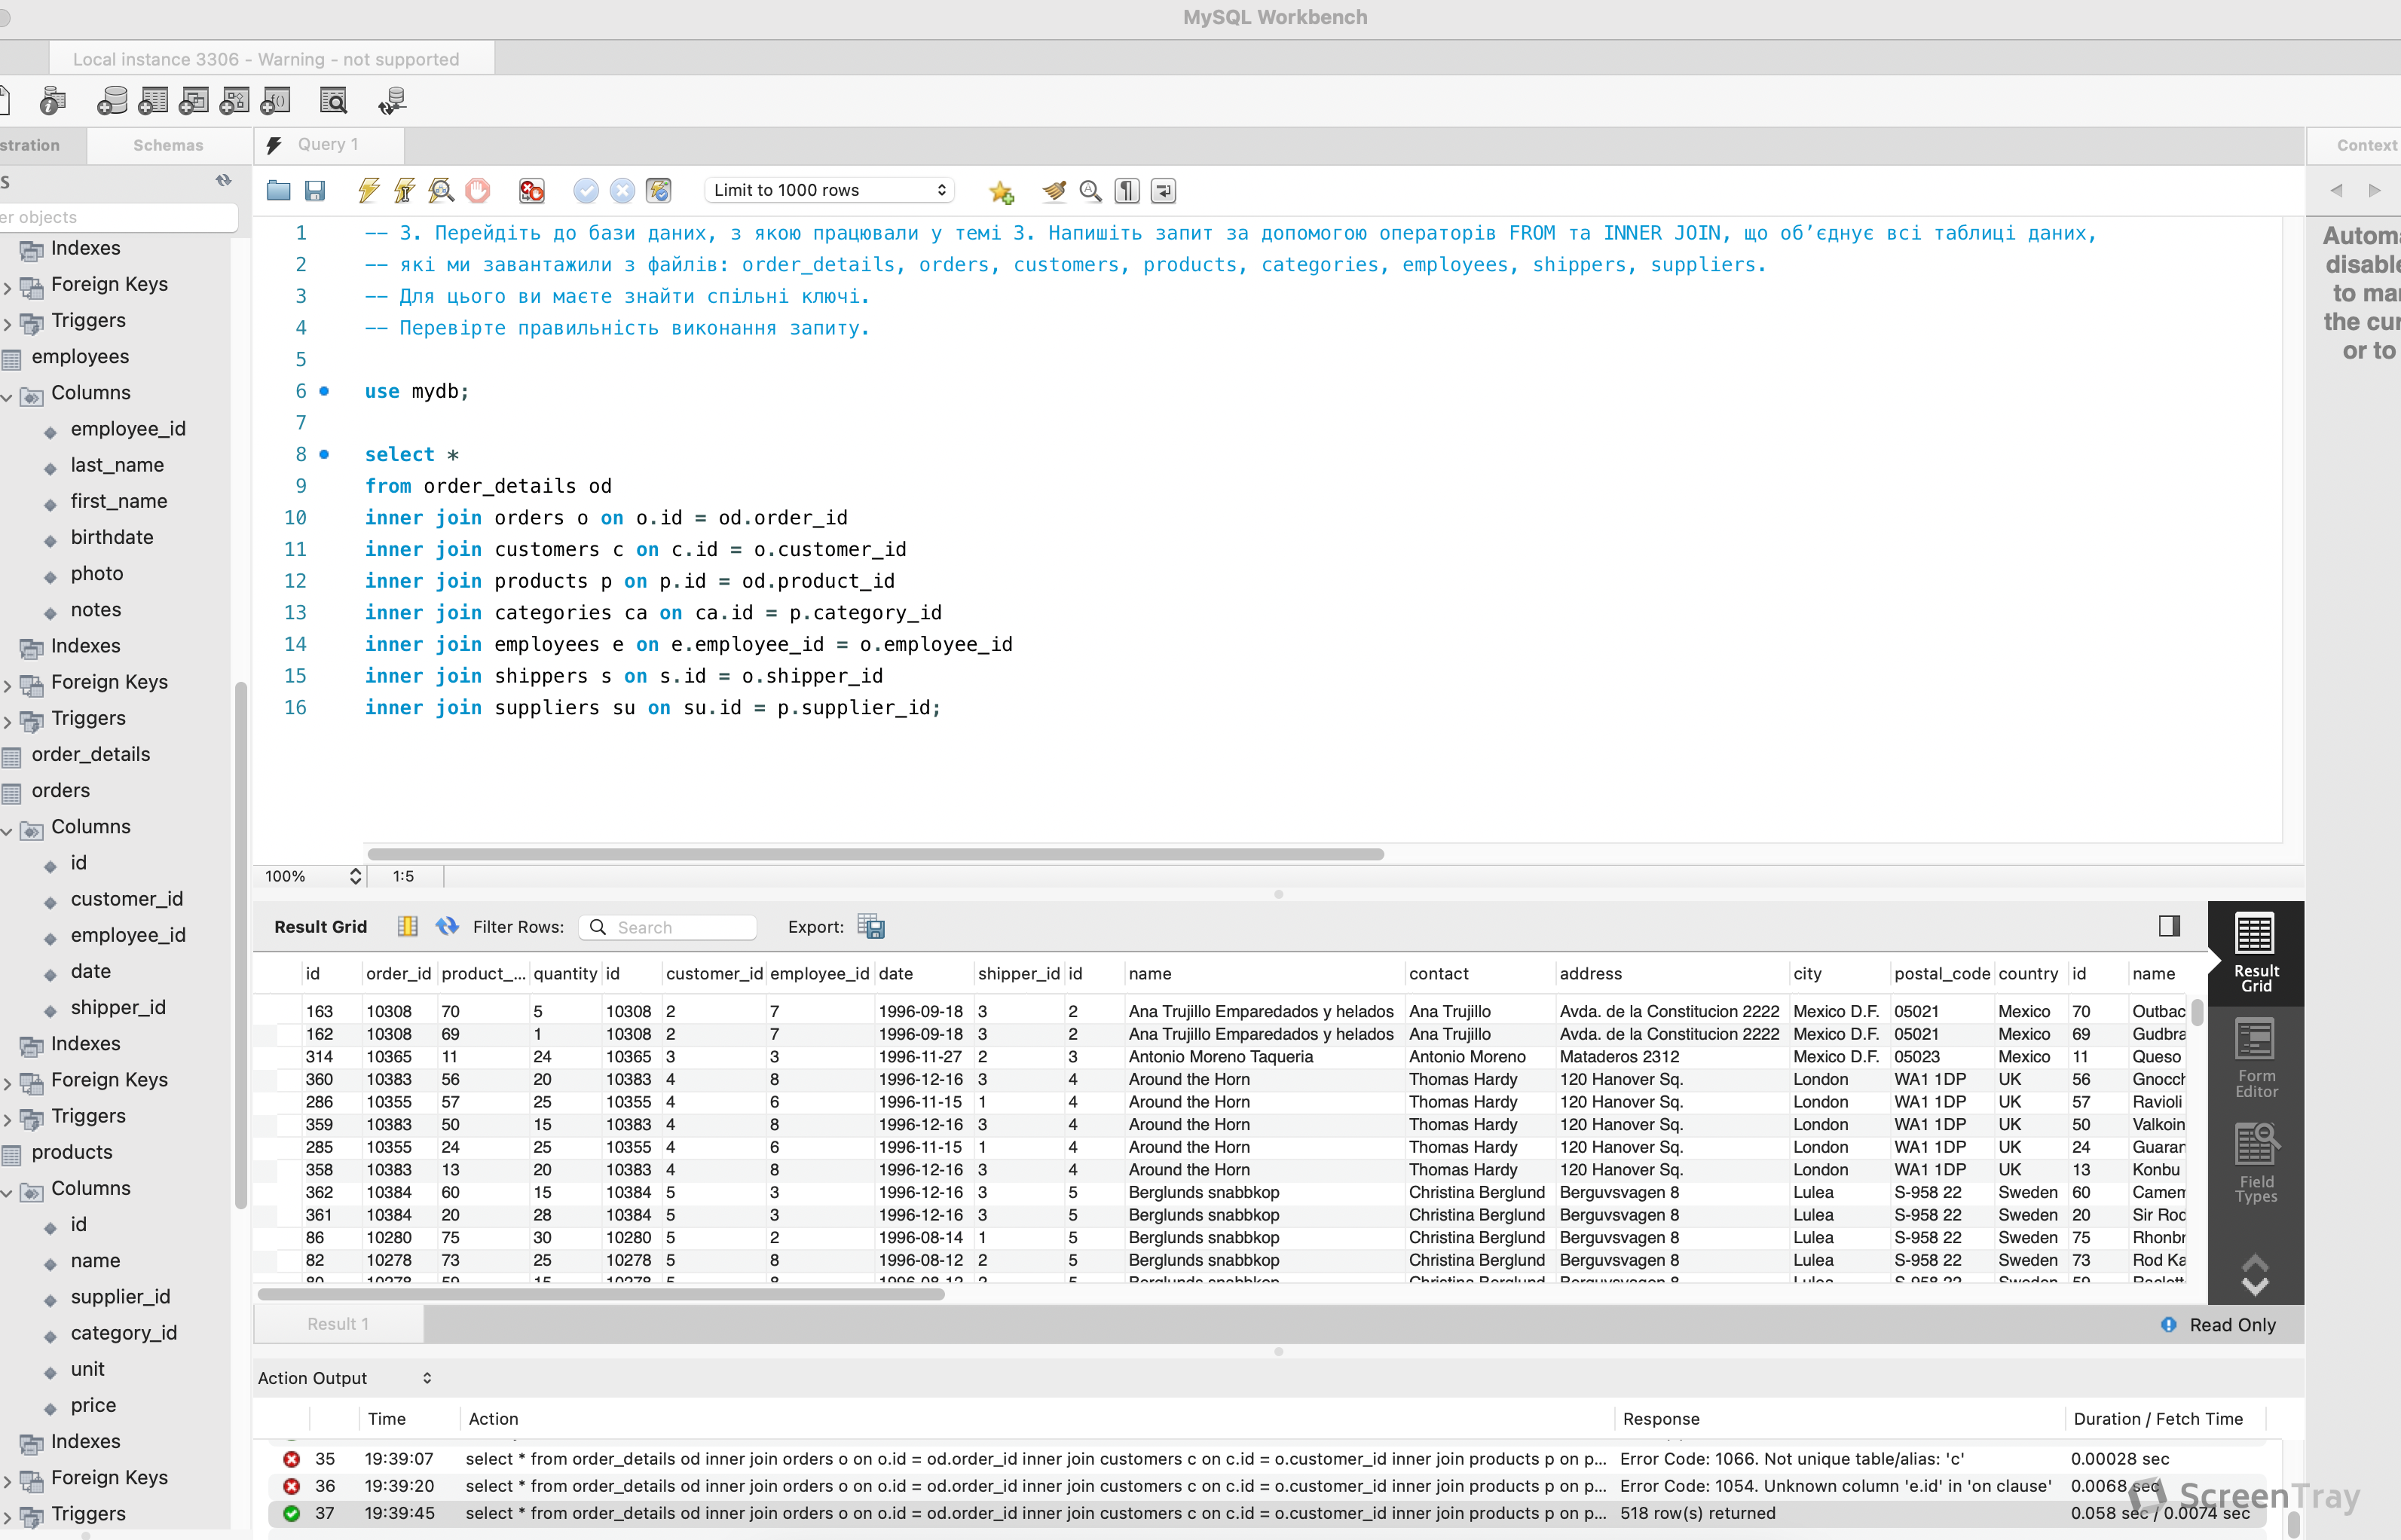 MySQL Workbench
Local instance 3306 - Warning - not supported
stration
Schemas
Query 1
Context
S
er objects
Limit to 1000 rows
Indexes
Foreign Keys
Triggers
employees
Columns
employee_id
last_name
first_name
birthdate
photo
notes
Indexes
Foreign Keys
Triggers
order_details
orders
Columns
id
customer_id
employee_id
date
shipper_id
Indexes
Foreign Keys
Triggers
products
Columns
id
name
supplier_id
category_id
unit
price
Indexes
Foreign Keys
Triggers
1 -- 3. Перейдіть до бази даних, з якою працювали у темі 3. Напишіть запит за допомогою операторів FROM та INNER JOIN, що об’єднує всі таблиці даних,
2 -- які ми завантажили з файлів: order_details, orders, customers, products, categories, employees, shippers, suppliers.
3 -- Для цього ви маєте знайти спільні ключі.
4 -- Перевірте правильність виконання запиту.
5
6 use mydb;
7
8 select *
9 from order_details od
10 inner join orders o on o.id = od.order_id
11 inner join customers c on c.id = o.customer_id
12 inner join products p on p.id = od.product_id
13 inner join categories ca on ca.id = p.category_id
14 inner join employees e on e.employee_id = o.employee_id
15 inner join shippers s on s.id = o.shipper_id
16 inner join suppliers su on su.id = p.supplier_id;
Autom
disable
to ma
the cur
or to
100% 1:5
Result Grid Filter Rows: Search Export:
id order_id product_... quantity id customer_id employee_id date shipper_id id name contact address city postal_code country id name
163 10308 70 5 10308 2 7 1996-09-18 3 2 Ana Trujillo Emparedados y helados Ana Trujillo Avda. de la Constitucion 2222 Mexico D.F. 05021 Mexico 70 Outbac
162 10308 69 1 10308 2 7 1996-09-18 3 2 Ana Trujillo Emparedados y helados Ana Trujillo Avda. de la Constitucion 2222 Mexico D.F. 05021 Mexico 69 Gudbra
314 10365 11 24 10365 3 3 1996-11-27 2 3 Antonio Moreno Taqueria Antonio Moreno Mataderos 2312 Mexico D.F. 05023 Mexico 11 Queso
360 10383 56 20 10383 4 8 1996-12-16 3 4 Around the Horn Thomas Hardy 120 Hanover Sq. London WA1 1DP UK 56 Gnocch
286 10355 57 25 10355 4 6 1996-11-15 1 4 Around the Horn Thomas Hardy 120 Hanover Sq. London WA1 1DP UK 57 Ravioli
359 10383 50 15 10383 4 8 1996-12-16 3 4 Around the Horn Thomas Hardy 120 Hanover Sq. London WA1 1DP UK 50 Valkoin
285 10355 24 25 10355 4 6 1996-11-15 1 4 Around the Horn Thomas Hardy 120 Hanover Sq. London WA1 1DP UK 24 Guaran
358 10383 13 20 10383 4 8 1996-12-16 3 4 Around the Horn Thomas Hardy 120 Hanover Sq. London WA1 1DP UK 13 Konbu
362 10384 60 15 10384 5 3 1996-12-16 3 5 Berglunds snabbkop Christina Berglund Berguvsvagen 8 Lulea S-958 22 Sweden 60 Camem
361 10384 20 28 10384 5 3 1996-12-16 3 5 Berglunds snabbkop Christina Berglund Berguvsvagen 8 Lulea S-958 22 Sweden 20 Sir Rod
86 10280 75 30 10280 5 2 1996-08-14 1 5 Berglunds snabbkop Christina Berglund Berguvsvagen 8 Lulea S-958 22 Sweden 75 Rhonbr
82 10278 73 25 10278 5 8 1996-08-12 2 5 Berglunds snabbkop Christina Berglund Berguvsvagen 8 Lulea S-958 22 Sweden 73 Rod Ka
Result
Grid
Form
Editor
Field
Types
Result 1
Read Only
Action Output
Time Action Response Duration / Fetch Time
35 19:39:07 select * from order_details od inner join orders o on o.id = od.order_id inner join customers c on c.id = o.customer_id inner join products p on p... Error Code: 1066. Not unique table/alias: 'c' 0.00028 sec
36 19:39:20 select * from order_details od inner join orders o on o.id = od.order_id inner join customers c on c.id = o.customer_id inner join products p on p... Error Code: 1054. Unknown column 'e.id' in 'on clause' 0.0068 sec
37 19:39:45 select * from order_details od inner join orders o on o.id = od.order_id inner join customers c on c.id = o.customer_id inner join products p on p... 518 row(s) returned 0.058 sec / 0.0074 sec
ScreenTray